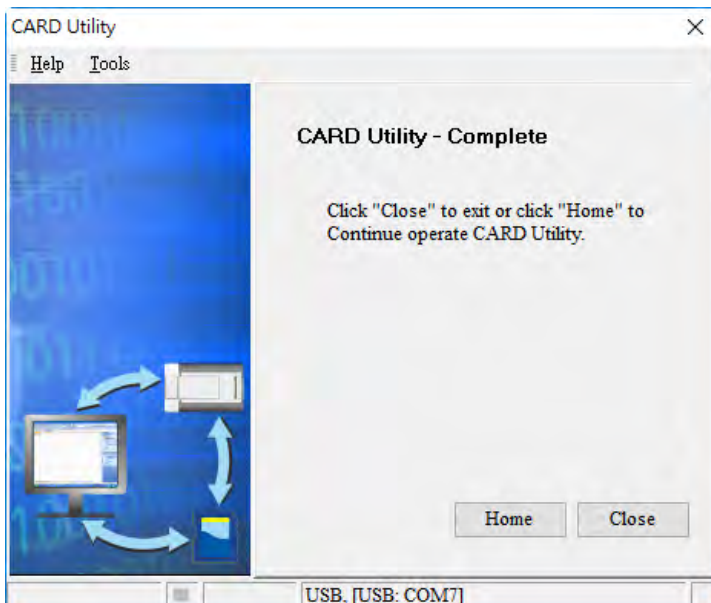 CARD Utility
Help Tools
CARD Utility - Complete
Click "Close" to exit or click "Home" to
Continue operate CARD Utility.
Home Close
USB, [USB: COM7]